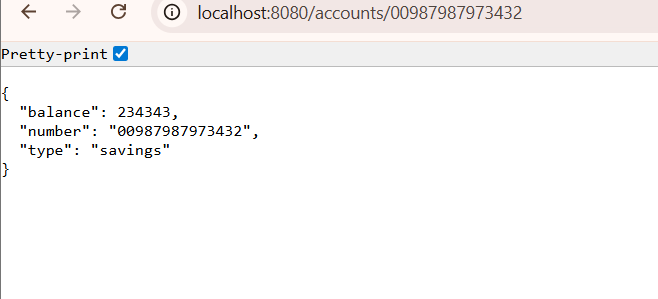 localhost:8080/accounts/00987987973432
Pretty-print
{
  "balance": 234343,
  "number": "00987987973432",
  "type": "savings"
}